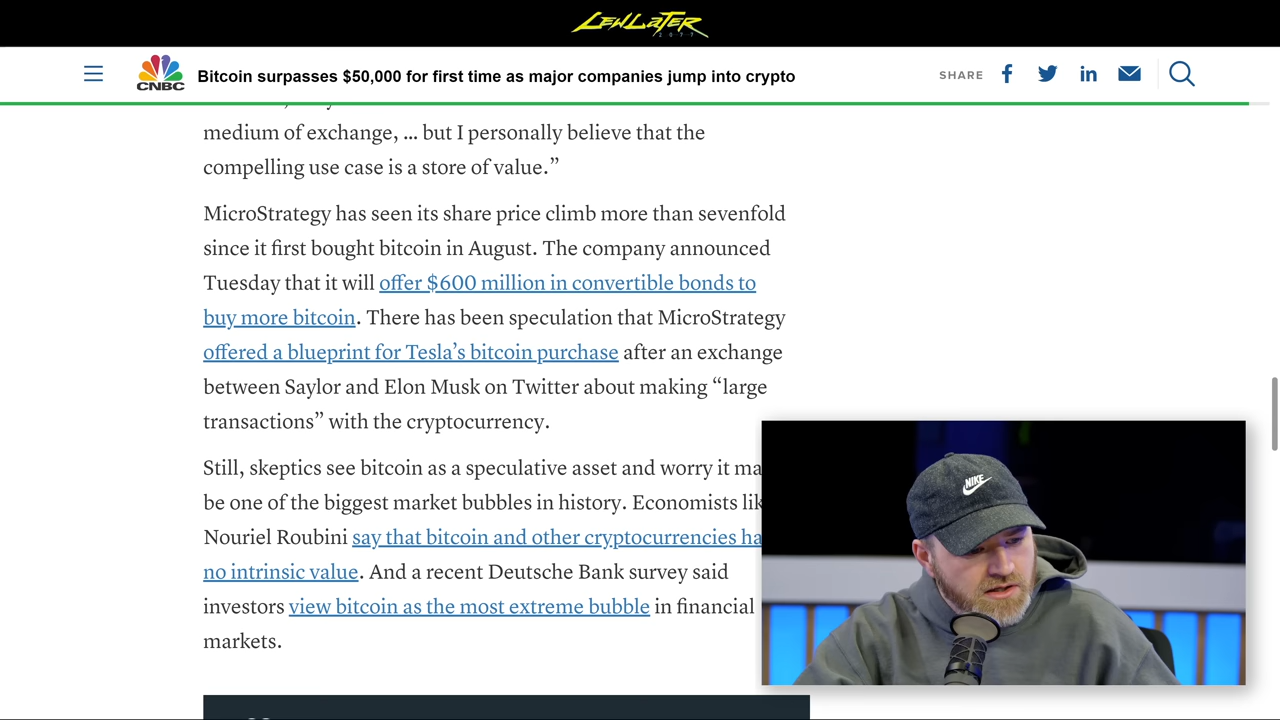 LEWLATER
2077
CNBC
Bitcoin surpasses $50,000 for first time as major companies jump into crypto
SHARE
medium of exchange, ... but I personally believe that the
compelling use case is a store of value.”
MicroStrategy has seen its share price climb more than sevenfold
since it first bought bitcoin in August. The company announced
Tuesday that it will offer $600 million in convertible bonds to
buy more bitcoin. There has been speculation that MicroStrategy
offered a blueprint for Tesla’s bitcoin purchase after an exchange
between Saylor and Elon Musk on Twitter about making “large
transactions” with the cryptocurrency.
Still, skeptics see bitcoin as a speculative asset and worry it ma
be one of the biggest market bubbles in history. Economists lik
Nouriel Roubini say that bitcoin and other cryptocurrencies ha
no intrinsic value. And a recent Deutsche Bank survey said
investors view bitcoin as the most extreme bubble in financial
markets.
NIKE